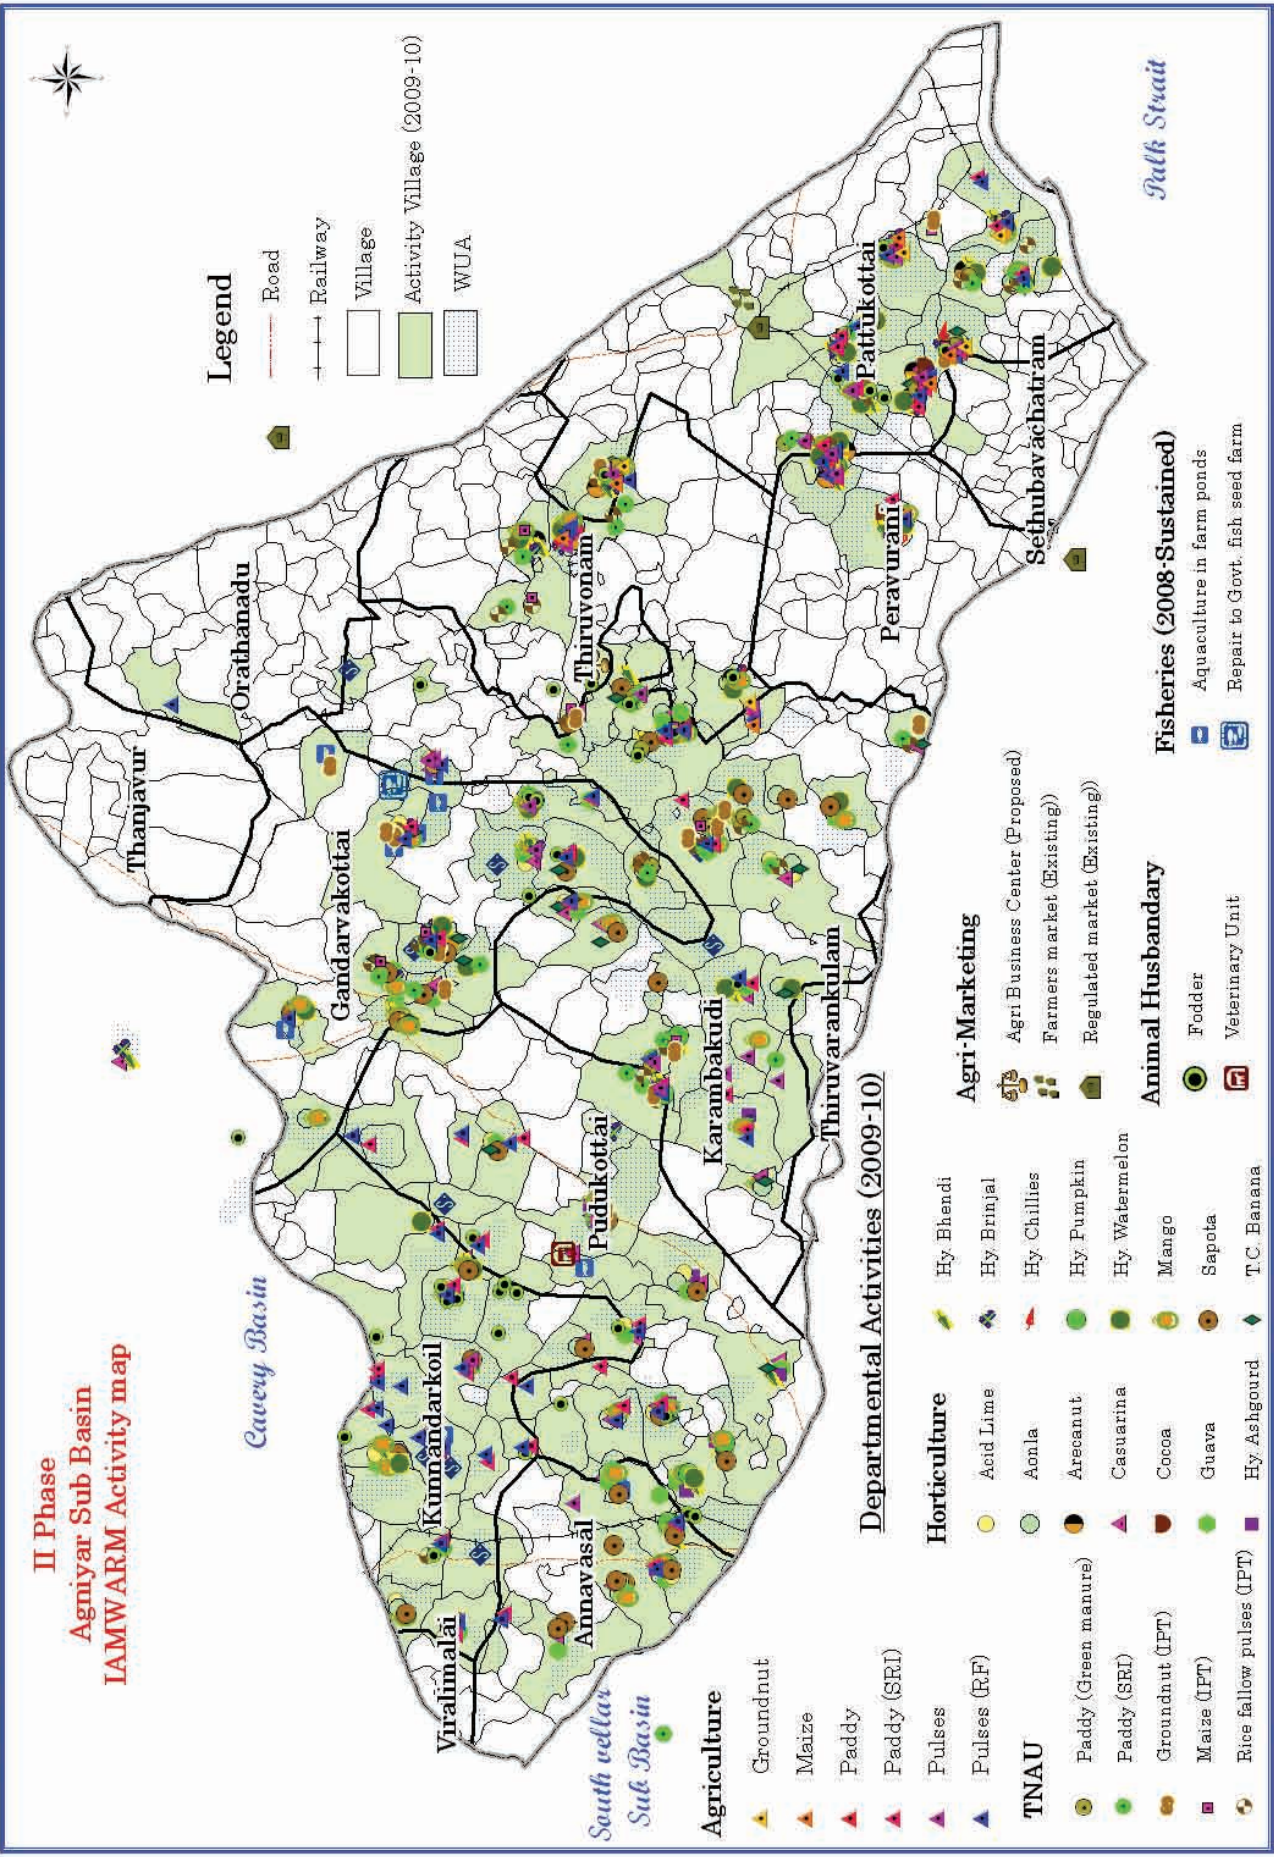 II Phase
Agniyar Sub Basin
IAMWARM Activity map
Cavery Basin
South vellar
Sub Basin
Palk Strait
Legend
Road
Railway
Village
Activity Village (2009-10)
WUA
Thanjavur
Orathanadu
Gandarvakottai
Thiruvonam
Pattukottai
Peravurani
Sethubavachatram
Kunnandarkoil
Viralimalai
Annavasal
Pudukottai
Karambakudi
Thiruvarankulam
Departmental Activities (2009-10)
Agriculture
Groundnut
Maize
Paddy
Paddy (SRI)
Pulses
Pulses (RF)
TNAU
Paddy (Green manure)
Paddy (SRI)
Groundnut (IPT)
Maize (IPT)
Rice fallow pulses (IPT)
Horticulture
Acid Lime
Aonla
Arecanut
Casuarina
Cocoa
Guava
Hy. Ashgourd
Hy. Bhendi
Hy. Brinjal
Hy. Chillies
Hy. Pumpkin
Hy. Watermelon
Mango
Sapota
T.C. Banana
Agri-Marketing
Agri Business Center (Proposed)
Farmers market (Existing))
Regulated market (Existing))
Animal Husbandary
Fodder
Veterinary Unit
Fisheries (2008-Sustained)
Aquaculture in farm ponds
Repair to Govt. fish seed farm